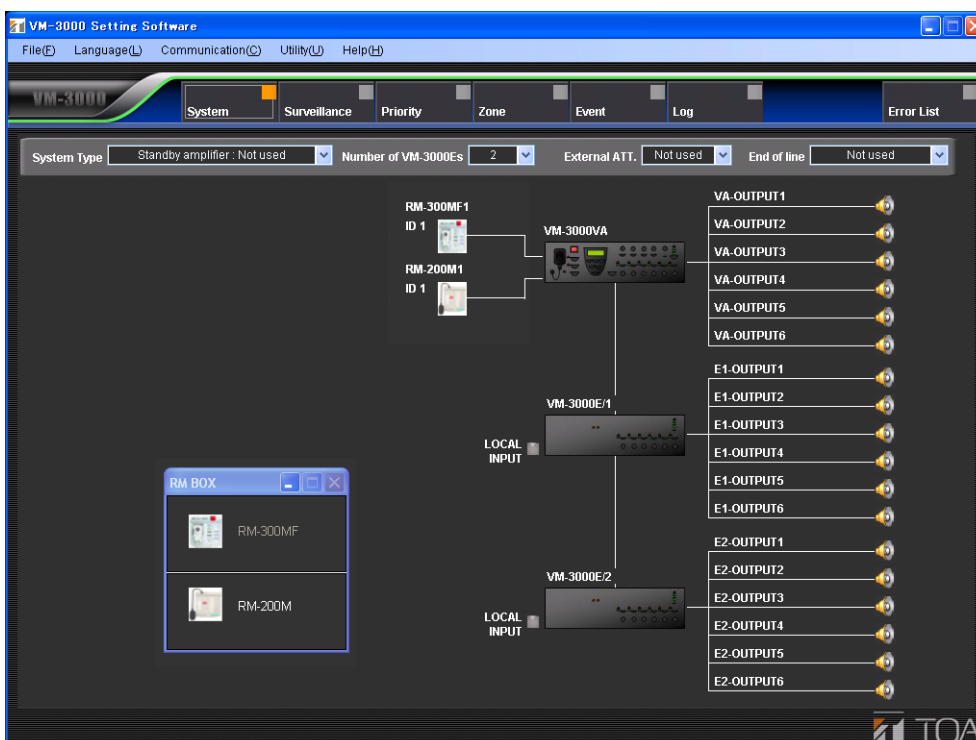 VM-3000 Setting Software
File(F) Language(L) Communication(C) Utility(U) Help(H)
VM-3000
System Surveillance Priority Zone Event Log Error List
System Type Standby amplifier : Not used Number of VM-3000Es 2 External ATT. Not used End of line Not used
RM-300MF1
ID 1
RM-200M1
ID 1
VM-3000VA
VA-OUTPUT1
VA-OUTPUT2
VA-OUTPUT3
VA-OUTPUT4
VA-OUTPUT5
VA-OUTPUT6
VM-3000E/1
LOCAL
INPUT
E1-OUTPUT1
E1-OUTPUT2
E1-OUTPUT3
E1-OUTPUT4
E1-OUTPUT5
E1-OUTPUT6
RM BOX
RM-300MF
RM-200M
VM-3000E/2
LOCAL
INPUT
E2-OUTPUT1
E2-OUTPUT2
E2-OUTPUT3
E2-OUTPUT4
E2-OUTPUT5
E2-OUTPUT6
TOA